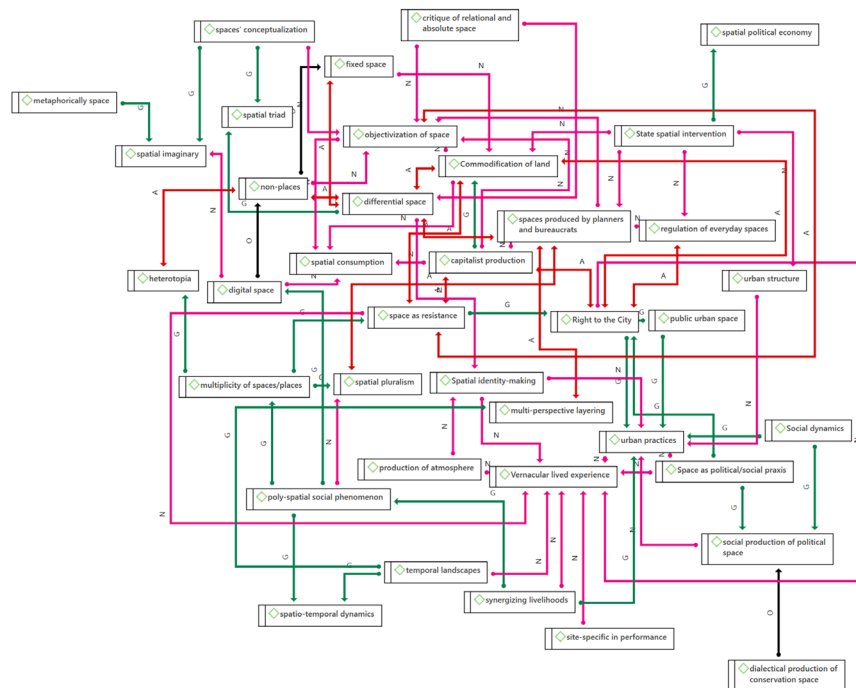 critique of relational and
absolute space
spaces' conceptualization
spatial political economy
fixed space
metaphorically space
spatial triad
objectivization of space
State spatial intervention
spatial imaginary
Commodification of land
non-places
differential space
spaces produced by planners
and bureaucrats
regulation of everyday spaces
spatial consumption
capitalist production
heterotopia
digital space
urban structure
space as resistance
Right to the City
public urban space
multiplicity of spaces/places
spatial pluralism
Spatial identity-making
multi-perspective layering
Social dynamics
urban practices
production of atmosphere
Vernacular lived experience
Space as political/social praxis
poly-spatial social phenomenon
social production of political
space
temporal landscapes
synergizing livelihoods
spatio-temporal dynamics
site-specific in performance
dialectical production of
conservation space
G
G
G
G
N
N
N
N
N
N
A
A
A
A
A
A
A
O
O
G
G
G
G
G
G
G
G
N
N
N
N
N
N